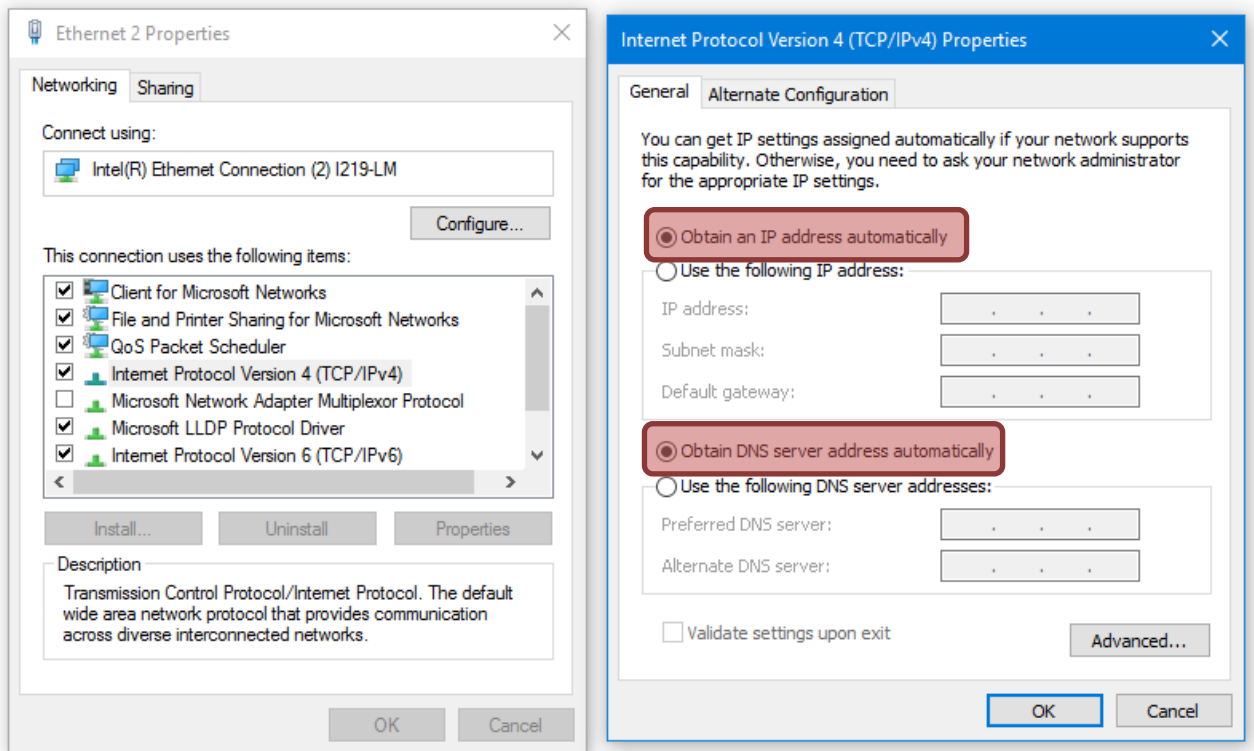 Ethernet 2 Properties
Networking
Sharing
Connect using:
Intel(R) Ethernet Connection (2) I219-LM
Configure...
This connection uses the following items:
Client for Microsoft Networks
File and Printer Sharing for Microsoft Networks
QoS Packet Scheduler
Internet Protocol Version 4 (TCP/IPv4)
Microsoft Network Adapter Multiplexor Protocol
Microsoft LLDP Protocol Driver
Internet Protocol Version 6 (TCP/IPv6)
Install...
Uninstall
Properties
Description
Transmission Control Protocol/Internet Protocol. The default
wide area network protocol that provides communication
across diverse interconnected networks.
OK
Cancel
Internet Protocol Version 4 (TCP/IPv4) Properties
General
Alternate Configuration
You can get IP settings assigned automatically if your network supports
this capability. Otherwise, you need to ask your network administrator
for the appropriate IP settings.
Obtain an IP address automatically
Use the following IP address:
IP address:
. . .
Subnet mask:
. . .
Default gateway:
. . .
Obtain DNS server address automatically
Use the following DNS server addresses:
Preferred DNS server:
. . .
Alternate DNS server:
. . .
Validate settings upon exit
Advanced...
OK
Cancel